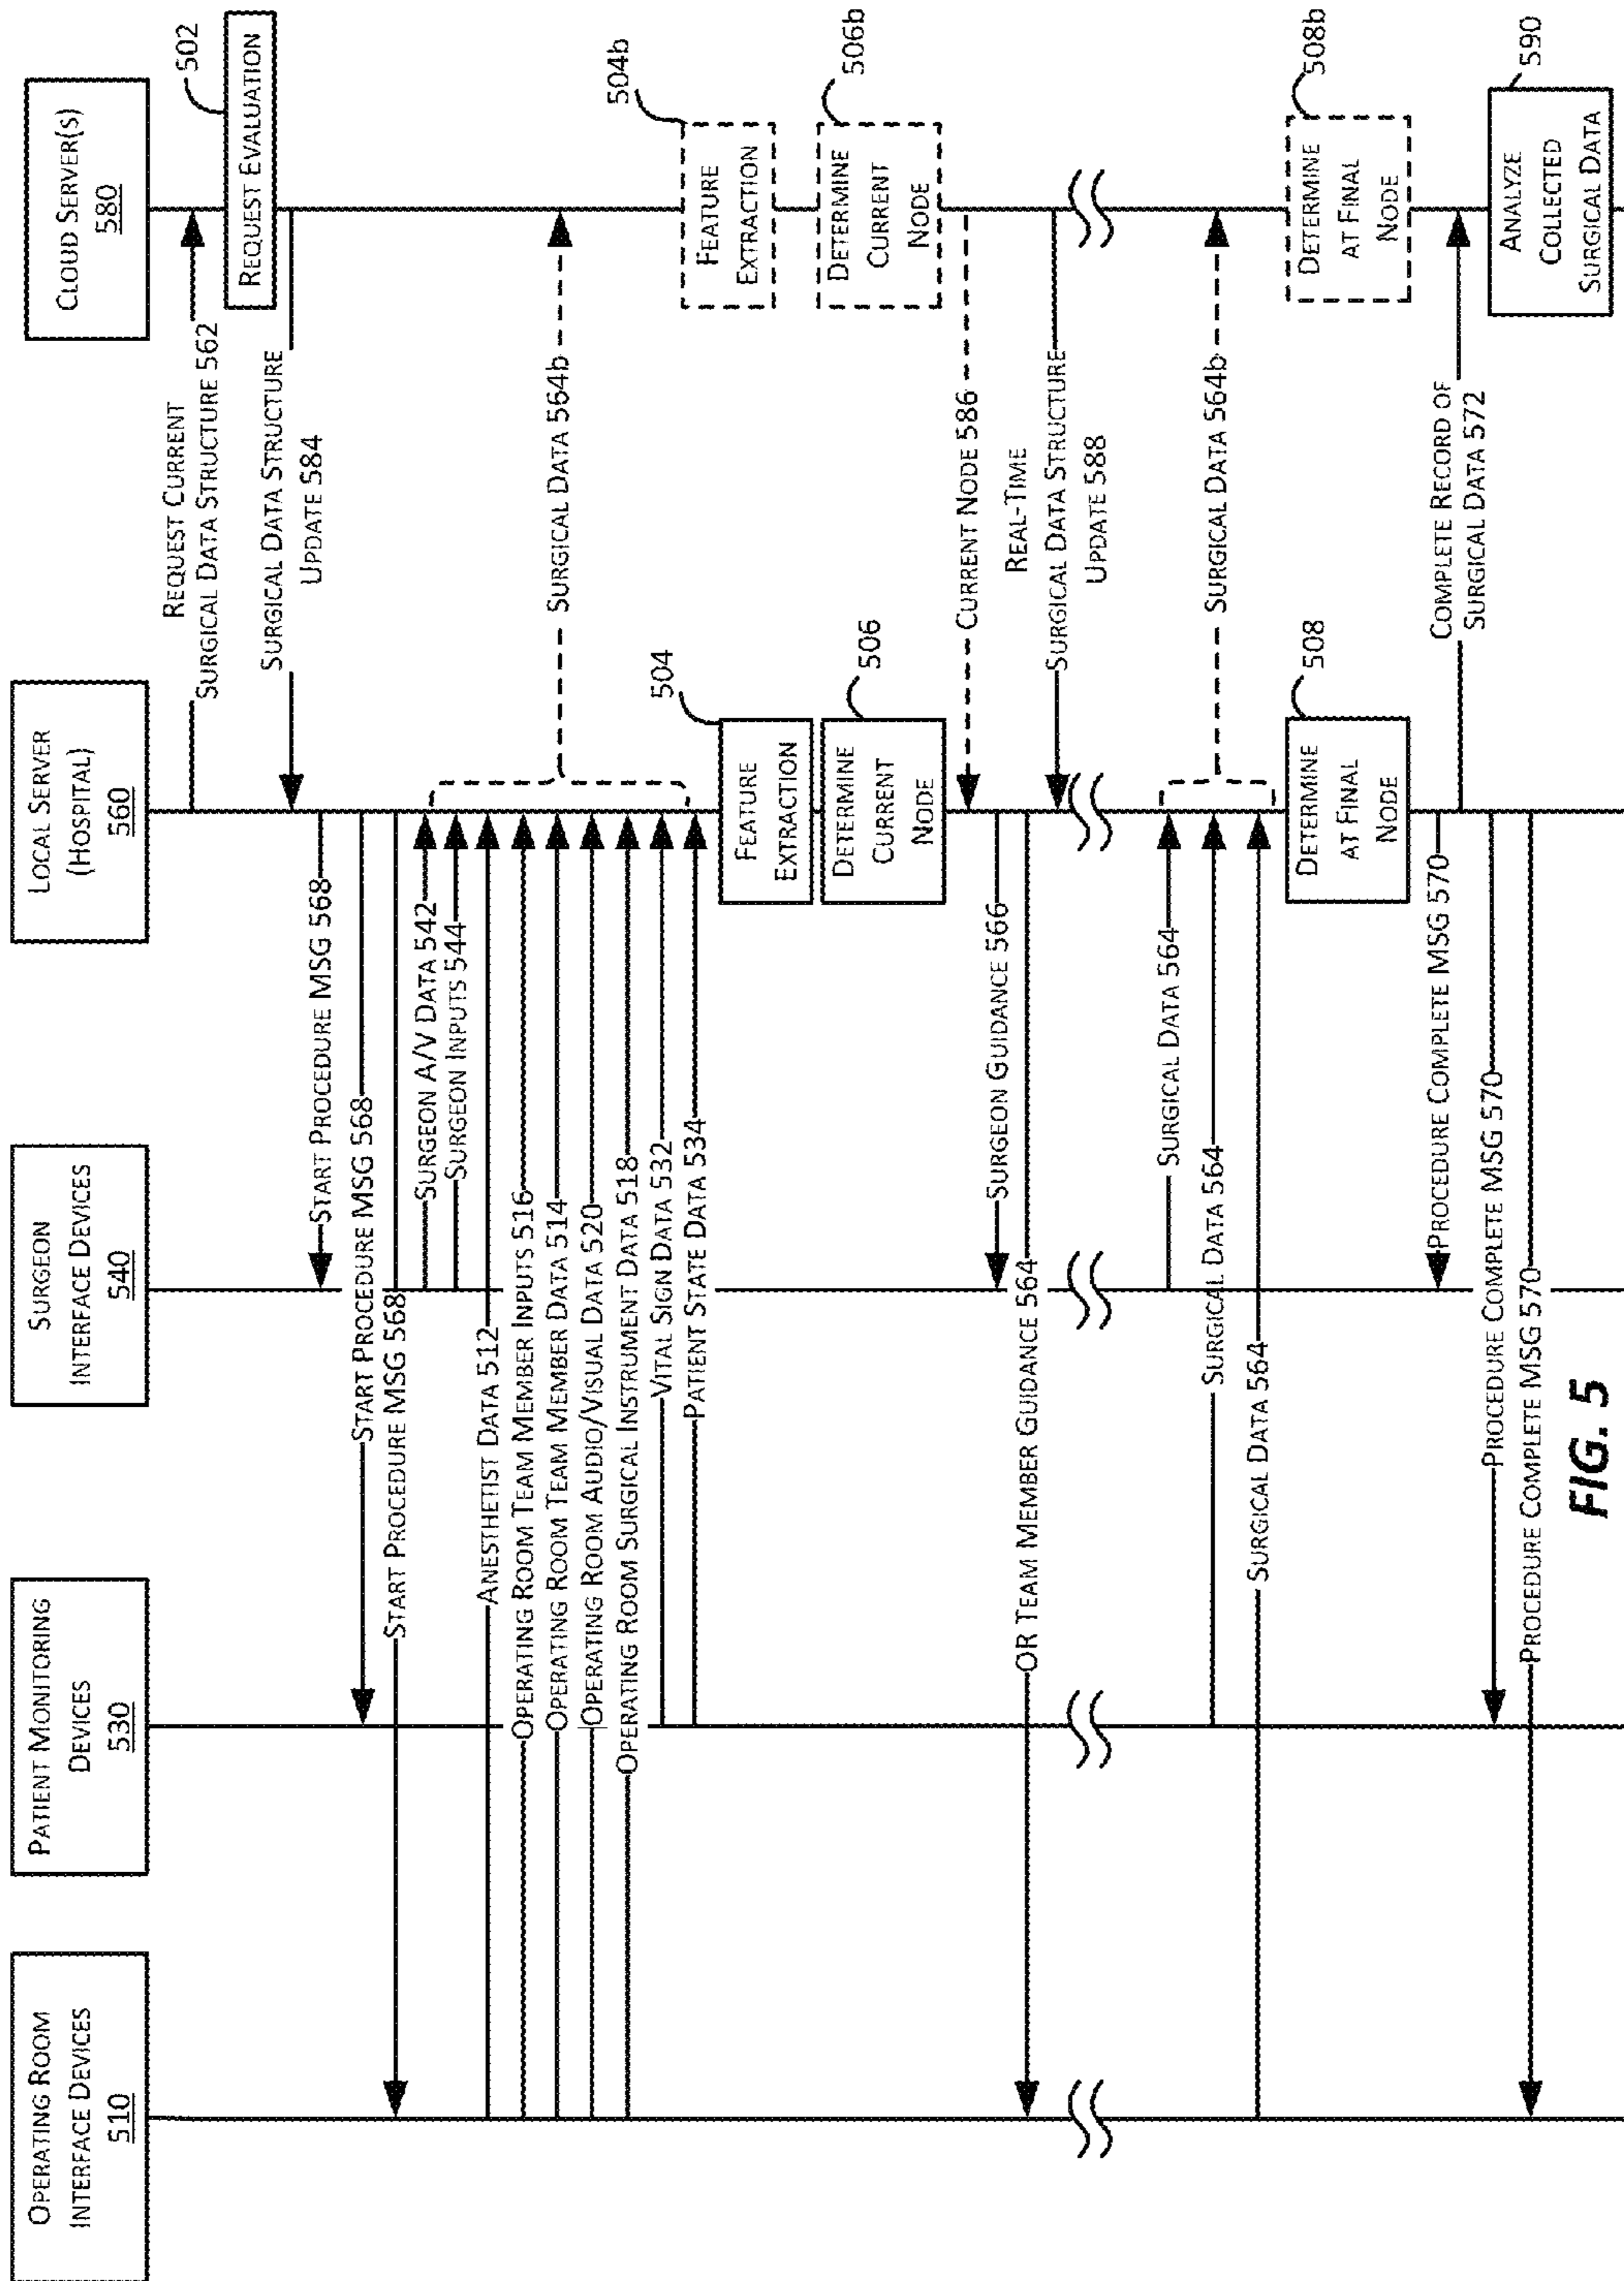 OPERATING ROOM
INTERFACE DEVICES
510
PATIENT MONITORING
DEVICES
530
SURGEON
INTERFACE DEVICES
540
LOCAL SERVER
(HOSPITAL)
560
CLOUD SERVER(S)
580
REQUEST CURRENT
SURGICAL DATA STRUCTURE 562
502
REQUEST EVALUATION
SURGICAL DATA STRUCTURE
UPDATE 584
START PROCEDURE MSG 568
START PROCEDURE MSG 568
START PROCEDURE MSG 568
SURGEON A/V DATA 542
SURGEON INPUTS 544
ANESTHETIST DATA 512
OPERATING ROOM TEAM MEMBER INPUTS 516
OPERATING ROOM TEAM MEMBER DATA 514
OPERATING ROOM AUDIO/VISUAL DATA 520
OPERATING ROOM SURGICAL INSTRUMENT DATA 518
VITAL SIGN DATA 532
PATIENT STATE DATA 534
SURGICAL DATA 564b
504
FEATURE
EXTRACTION
504b
FEATURE
EXTRACTION
506
DETERMINE
CURRENT
NODE
506b
DETERMINE
CURRENT
NODE
CURRENT NODE 586
SURGEON GUIDANCE 566
OR TEAM MEMBER GUIDANCE 564
REAL-TIME
SURGICAL DATA STRUCTURE
UPDATE 588
SURGICAL DATA 564
SURGICAL DATA 564
SURGICAL DATA 564
SURGICAL DATA 564b
508
DETERMINE
AT FINAL
NODE
508b
DETERMINE
AT FINAL
NODE
PROCEDURE COMPLETE MSG 570
COMPLETE RECORD OF
SURGICAL DATA 572
PROCEDURE COMPLETE MSG 570
PROCEDURE COMPLETE MSG 570
590
ANALYZE
COLLECTED
SURGICAL DATA
FIG. 5